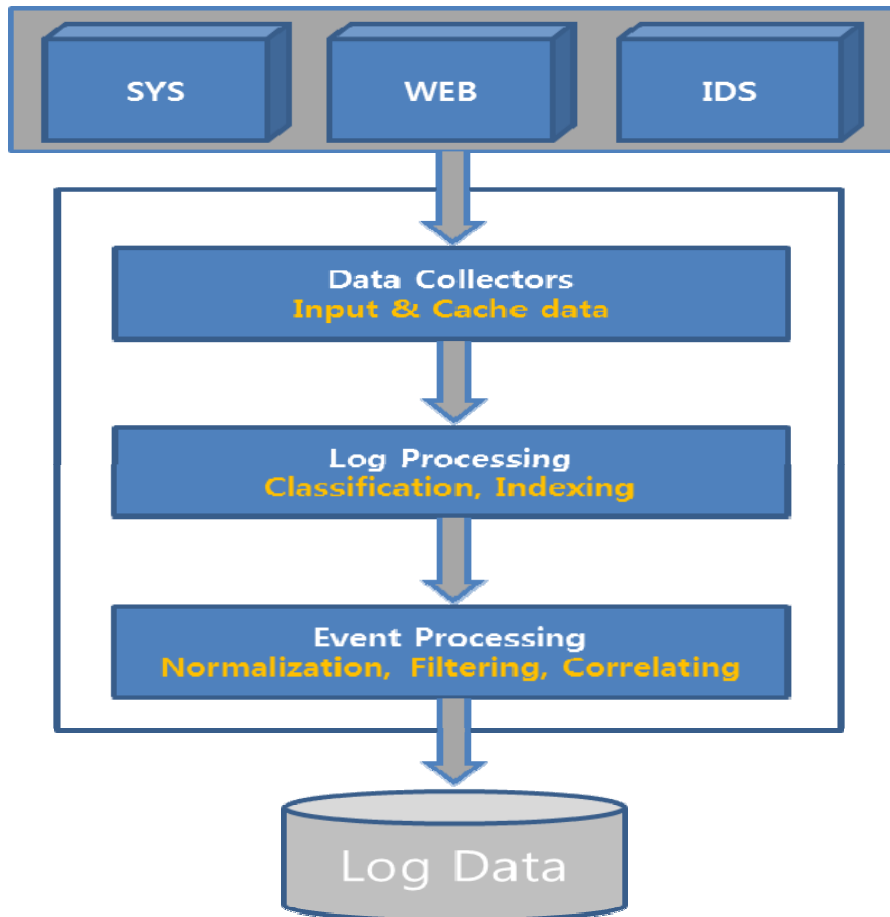 SYS
WEB
IDS
Data Collectors
Input & Cache data
Log Processing
Classification, Indexing
Event Processing
Normalization, Filtering, Correlating
Log Data